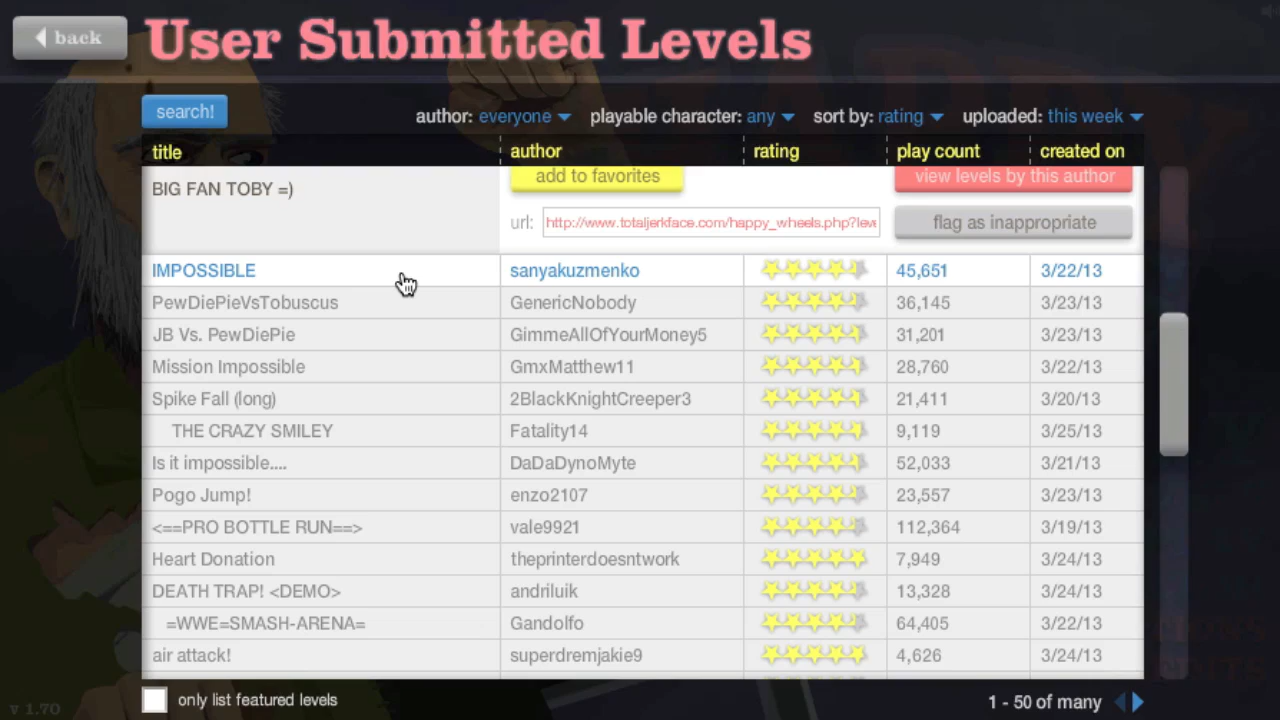 back
User Submitted Levels
search!
author: everyone playable character: any sort by: rating uploaded: this week
title author rating play count created on
BIG FAN TOBY =) add to favorites view levels by this author
url: http://www.totaljerkface.com/happy_wheels.php?leve flag as inappropriate
IMPOSSIBLE sanyakuzmenko 45,651 3/22/13
PewDiePieVsTobuscus GenericNobody 36,145 3/23/13
JB Vs. PewDiePie GimmeAllOfYourMoney5 31,201 3/23/13
Mission Impossible GmxMatthew11 28,760 3/22/13
Spike Fall (long) 2BlackKnightCreeper3 21,411 3/20/13
THE CRAZY SMILEY Fatality14 9,119 3/25/13
Is it impossible.... DaDaDynoMyte 52,033 3/21/13
Pogo Jump! enzo2107 23,557 3/23/13
<==PRO BOTTLE RUN==> vale9921 112,364 3/19/13
Heart Donation theprinterdoesntwork 7,949 3/24/13
DEATH TRAP! <DEMO> andriluik 13,328 3/24/13
=WWE=SMASH-ARENA= Gandolfo 64,405 3/22/13
air attack! superdremjakie9 4,626 3/24/13
only list featured levels 1 - 50 of many
v 1.70